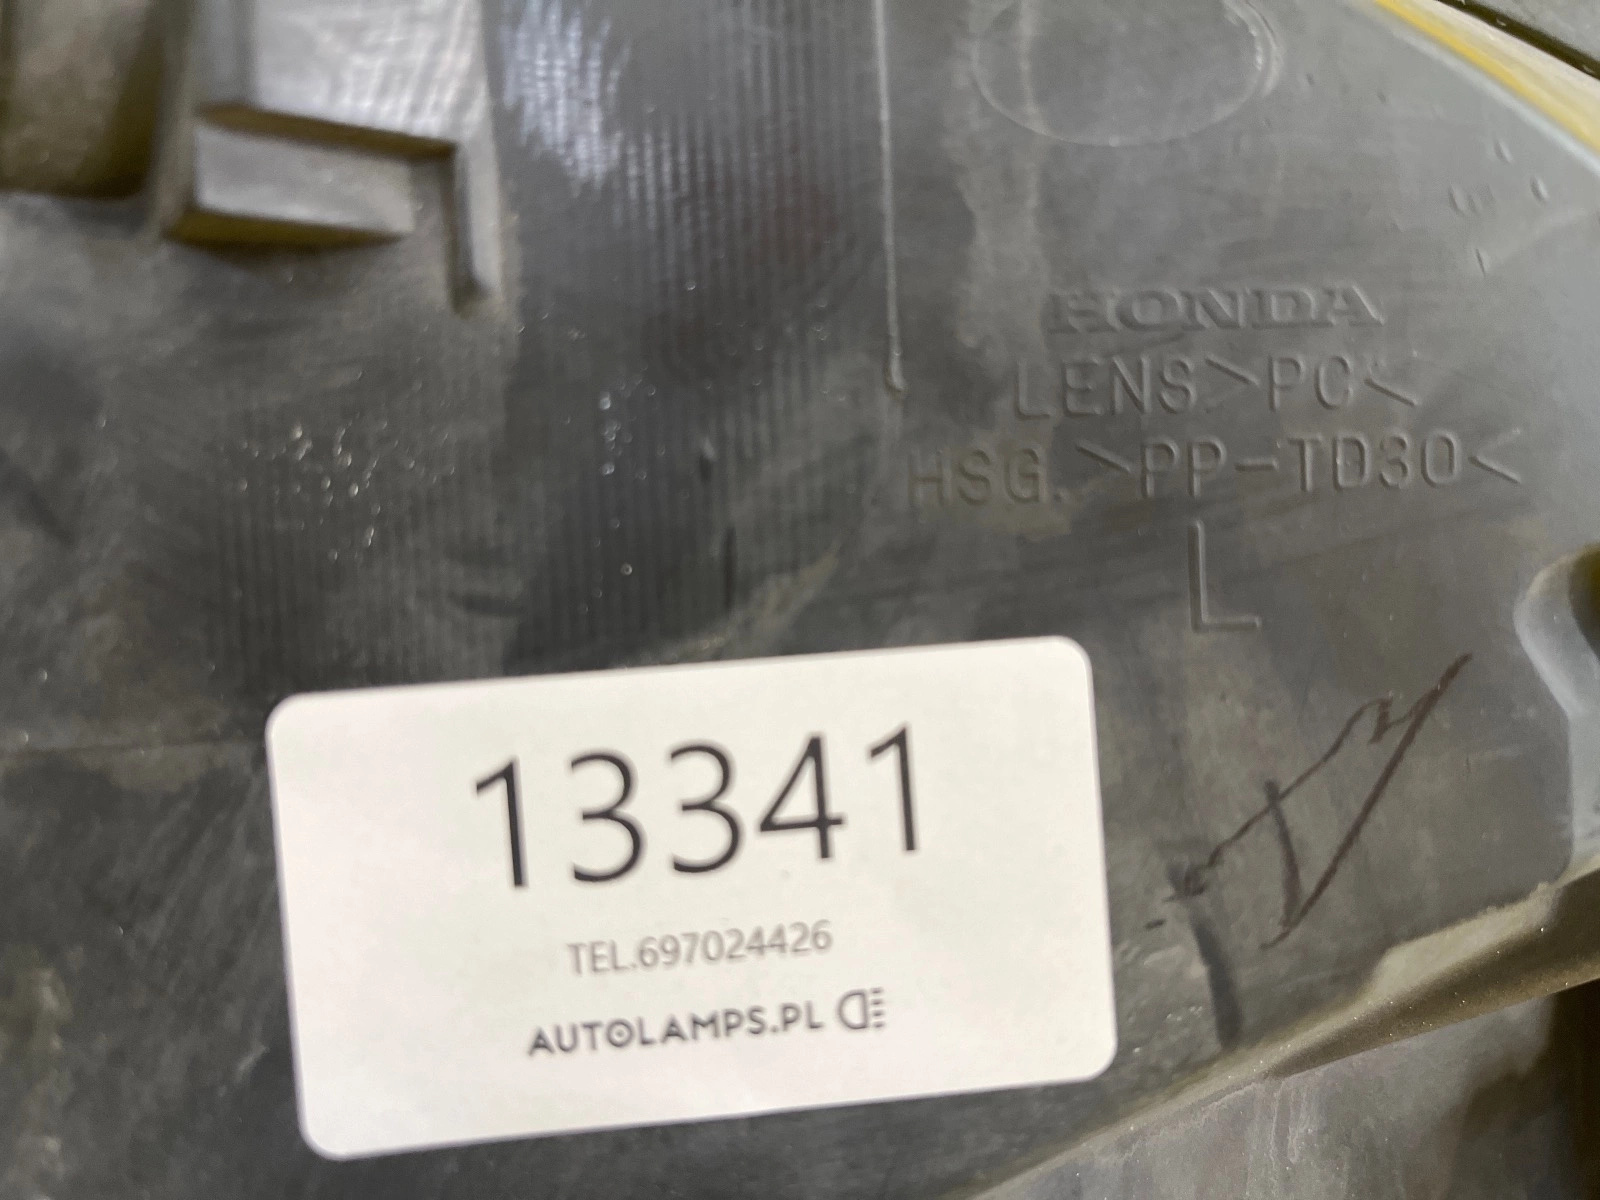 HONDA
LENS>PC<
HSG. >PP-TD30<
L
13341
TEL.697024426
AUTOLAMPS.PL